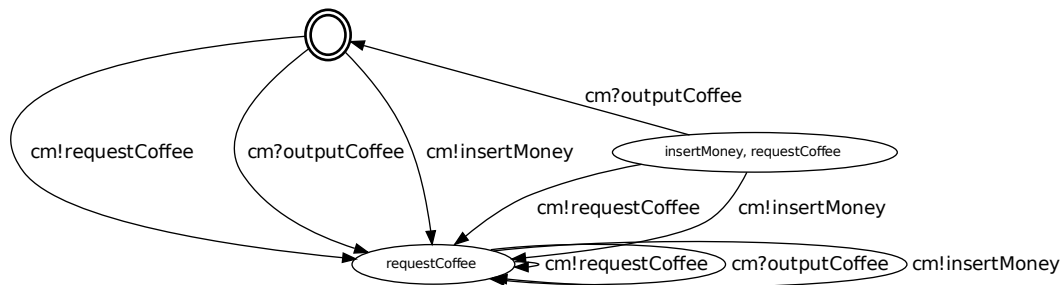 cm?outputCoffee
cm!requestCoffee
cm?outputCoffee
cm!insertMoney
insertMoney, requestCoffee
cm!requestCoffee
cm!insertMoney
requestCoffee
cm!requestCoffee
cm?outputCoffee
cm!insertMoney